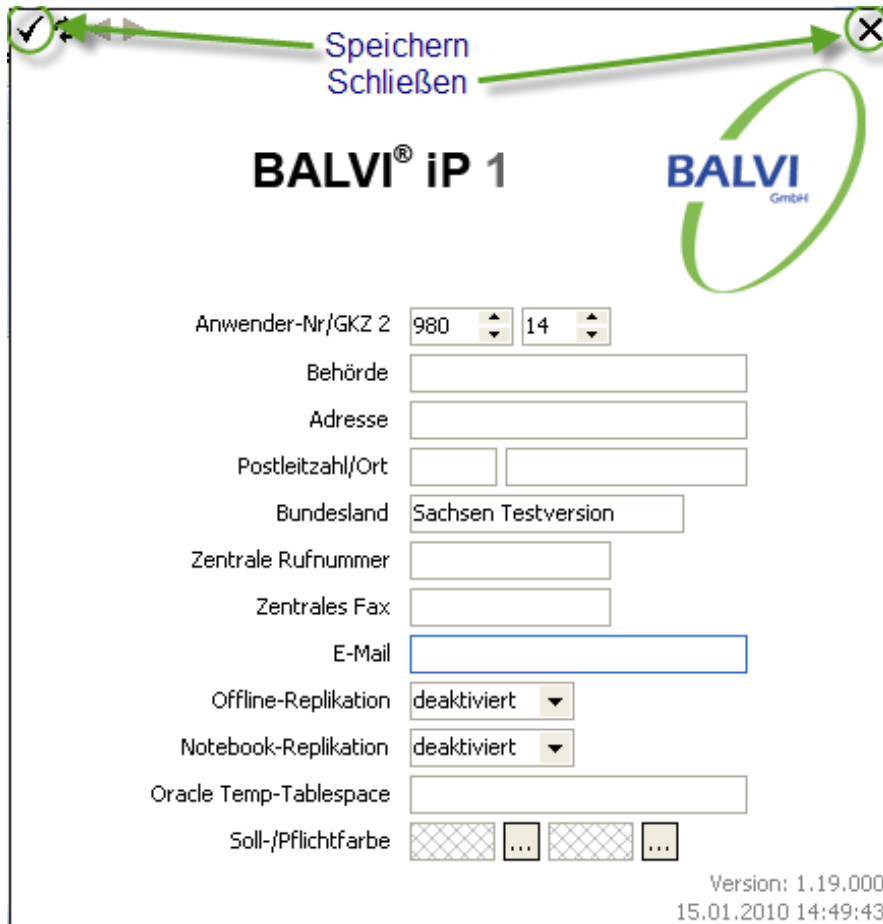 Speichern
Schließen
BALVI® iP 1
BALVI
GmbH
Anwender-Nr/GKZ 2 980 14
Behörde
Adresse
Postleitzahl/Ort
Bundesland Sachsen Testversion
Zentrale Rufnummer
Zentrales Fax
E-Mail
Offline-Replikation deaktiviert
Notebook-Replikation deaktiviert
Oracle Temp-Tablespace
Soll-/Pflichtfarbe ... ...
Version: 1.19.000
15.01.2010 14:49:43